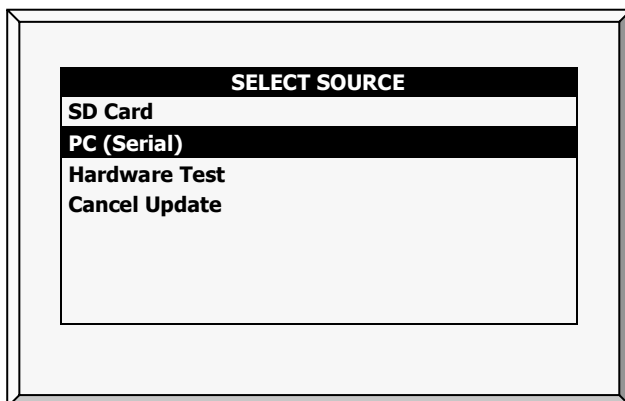 SELECT SOURCE
SD Card
PC (Serial)
Hardware Test
Cancel Update